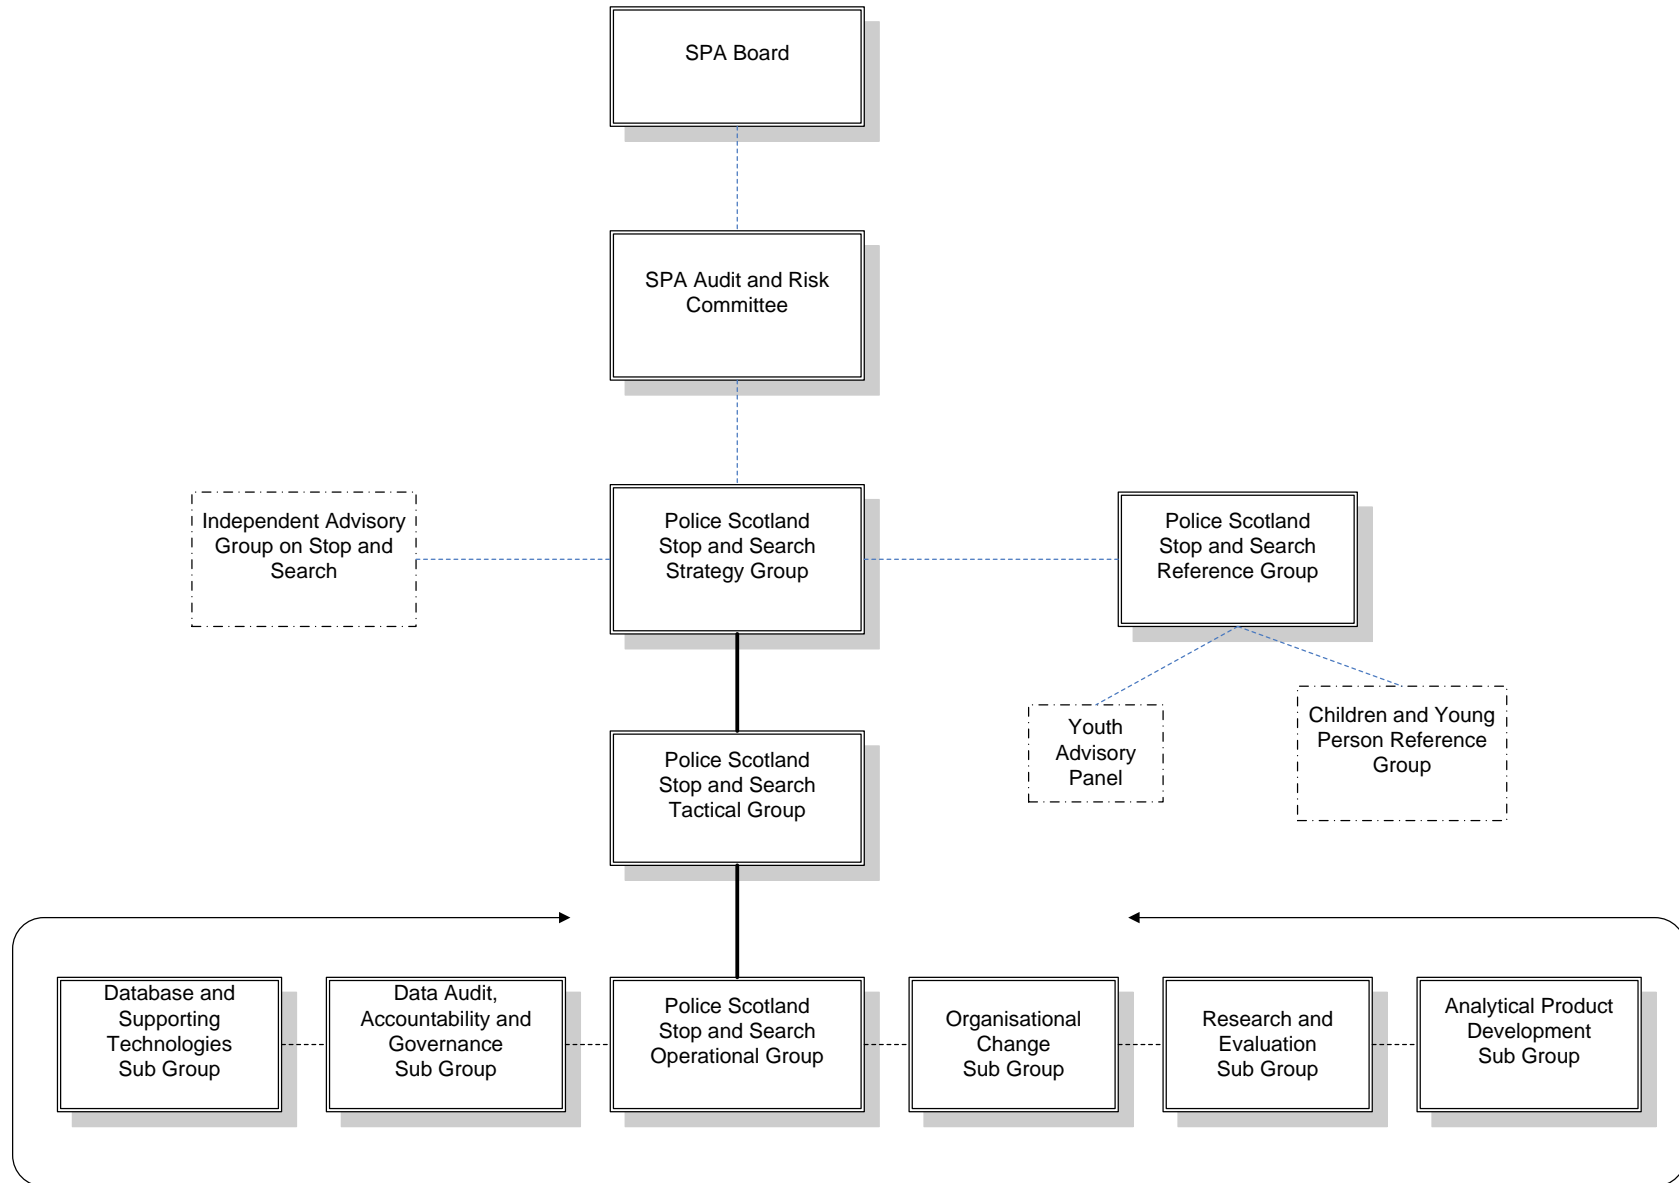 SPA Board
SPA Audit and Risk
Committee
Independent Advisory
Group on Stop and
Search
Police Scotland
Stop and Search
Strategy Group
Police Scotland
Stop and Search
Reference Group
Youth
Advisory
Panel
Children and Young
Person Reference
Group
Police Scotland
Stop and Search
Tactical Group
Database and
Supporting
Technologies
Sub Group
Data Audit,
Accountability and
Governance
Sub Group
Police Scotland
Stop and Search
Operational Group
Organisational
Change
Sub Group
Research and
Evaluation
Sub Group
Analytical Product
Development
Sub Group